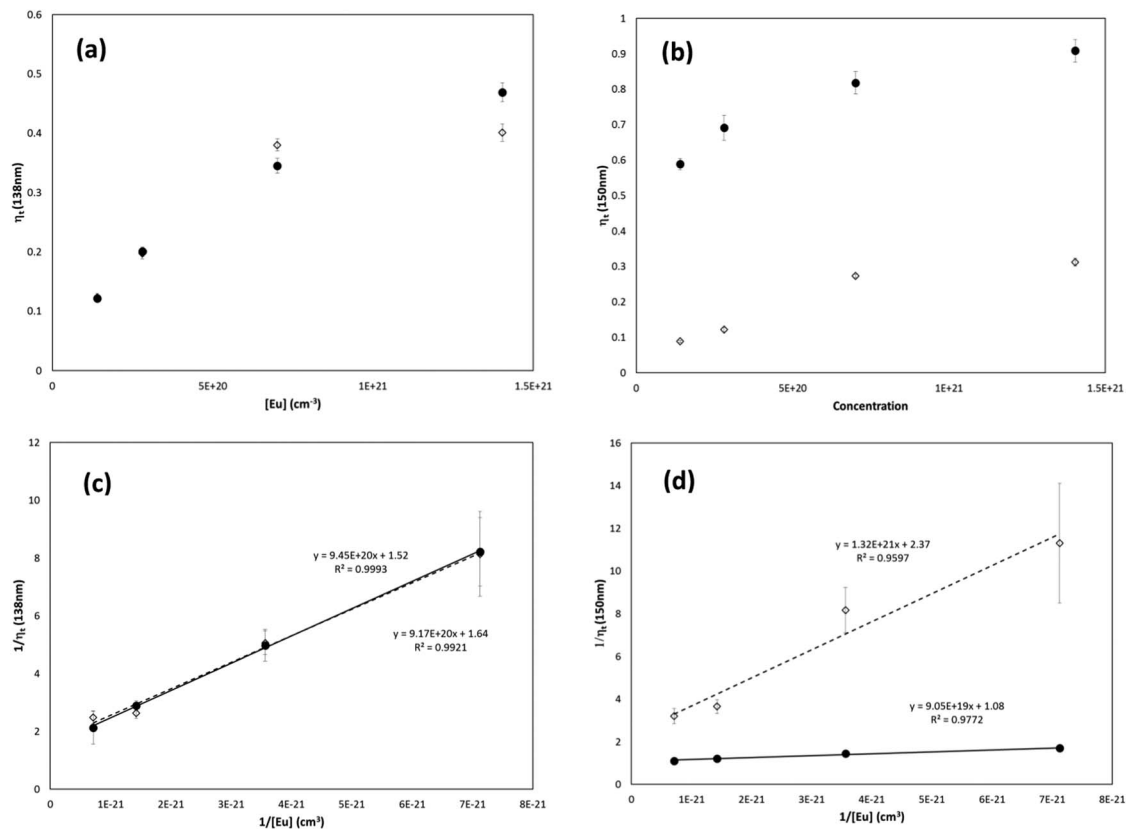 (a)
0.6
0.5
0.4
0.3
0.2
0.1
0
ηt (138nm)
0
5E+20
1E+21
1.5E+21
[Eu] (cm-3)
(b)
1
0.9
0.8
0.7
0.6
0.5
0.4
0.3
0.2
0.1
0
ηt (150nm)
0
5E+20
1E+21
1.5E+21
Concentration
(c)
12
10
8
6
4
2
0
1/ηt (138nm)
y = 9.45E+20x + 1.52
R² = 0.9993
y = 9.17E+20x + 1.64
R² = 0.9921
0
1E-21
2E-21
3E-21
4E-21
5E-21
6E-21
7E-21
8E-21
1/[Eu] (cm3)
(d)
16
14
12
10
8
6
4
2
0
1/ηt (150nm)
y = 1.32E+21x + 2.37
R² = 0.9597
y = 9.05E+19x + 1.08
R² = 0.9772
0
1E-21
2E-21
3E-21
4E-21
5E-21
6E-21
7E-21
8E-21
1/[Eu] (cm3)